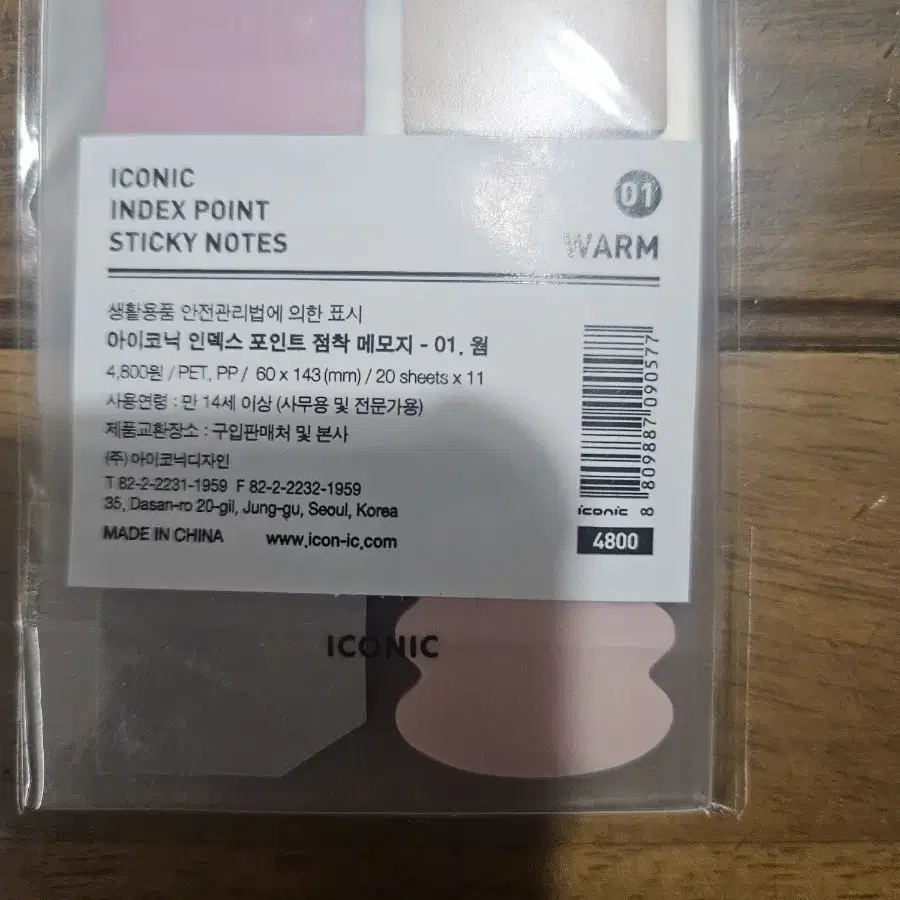 ICONIC
INDEX POINT
STICKY NOTES
01
WARM
생활용품 안전관리법에 의한 표시
아이코닉 인덱스 포인트 점착 메모지 - 01. 웜
4,800원 / PET, PP / 60 x 143 (mm) / 20 sheets x 11
사용연령 : 만 14세 이상 (사무용 및 전문가용)
제품교환장소 : 구입판매처 및 본사
(주) 아이코닉디자인
T 82-2-2231-1959 F 82-2-2232-1959
35, Dasan-ro 20-gil, Jung-gu, Seoul, Korea
MADE IN CHINA www.icon-ic.com
8 809887 090577
iconic
4800
ICONIC